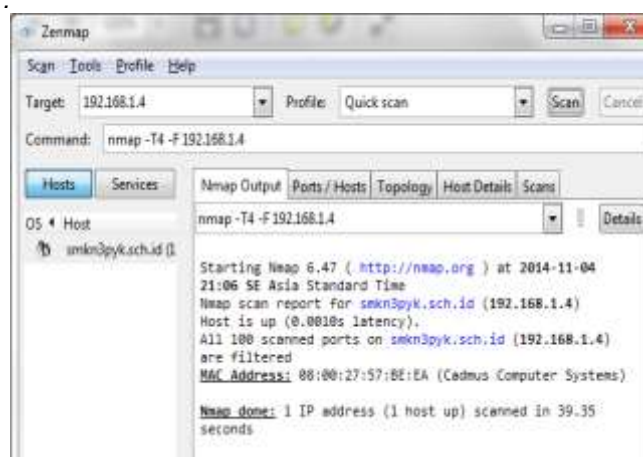 .
Zenmap
Scan Tools Profile Help
Target: 192.168.1.4 Profile: Quick scan Scan Cancel
Command: nmap -T4 -F 192.168.1.4
Hosts Services Nmap Output Ports / Hosts Topology Host Details Scans
OS Host nmap -T4 -F 192.168.1.4 Details
smkn3pyk.sch.id (1
Starting Nmap 6.47 ( http://nmap.org ) at 2014-11-04
21:06 SE Asia Standard Time
Nmap scan report for smkn3pyk.sch.id (192.168.1.4)
Host is up (0.0010s latency).
All 100 scanned ports on smkn3pyk.sch.id (192.168.1.4)
are filtered
MAC Address: 08:00:27:57:BE:EA (Cadmus Computer Systems)
Nmap done: 1 IP address (1 host up) scanned in 39.35
seconds